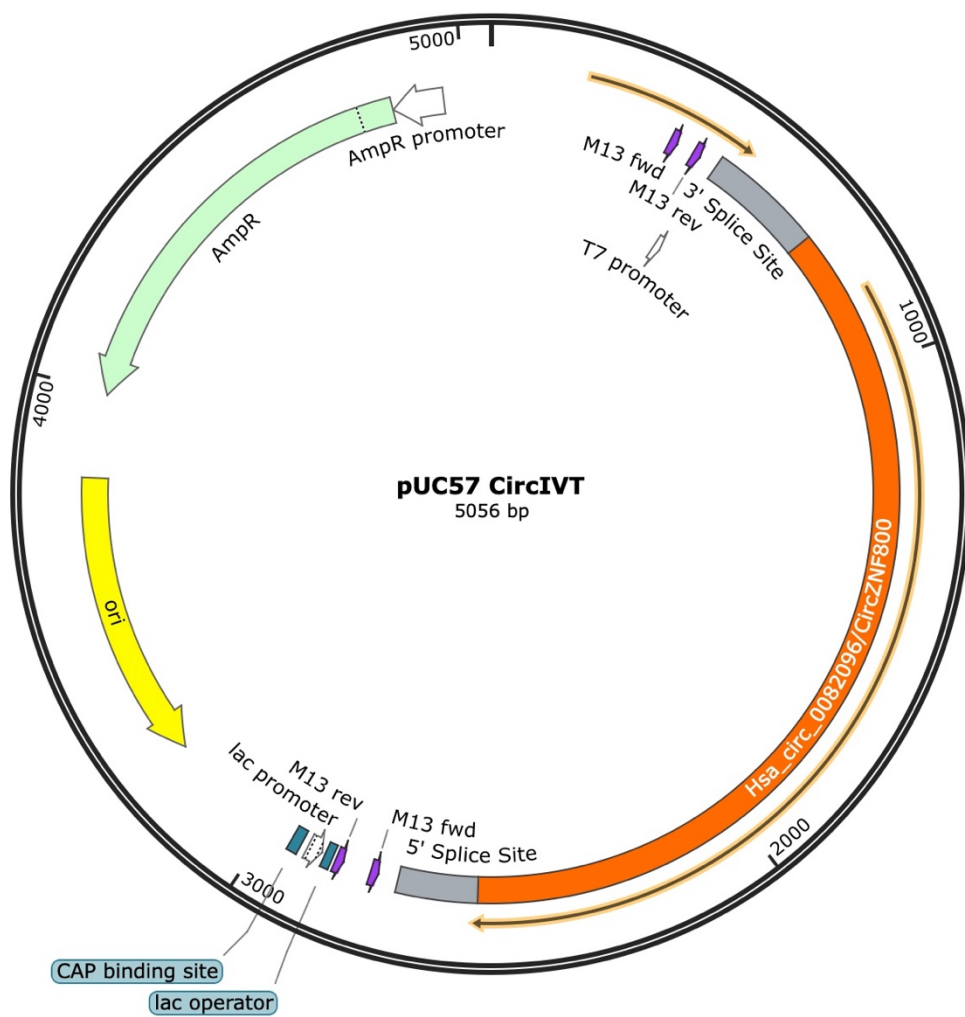 5000
AmpR promoter
AmpR
M13 fwd
M13 rev
3' Splice Site
T7 promoter
1000
4000
pUC57 CircIVT
5056 bp
Hsa_circ_0082096/CircZNF800
ori
lac promoter
M13 rev
M13 fwd
5' Splice Site
2000
3000
CAP binding site
lac operator